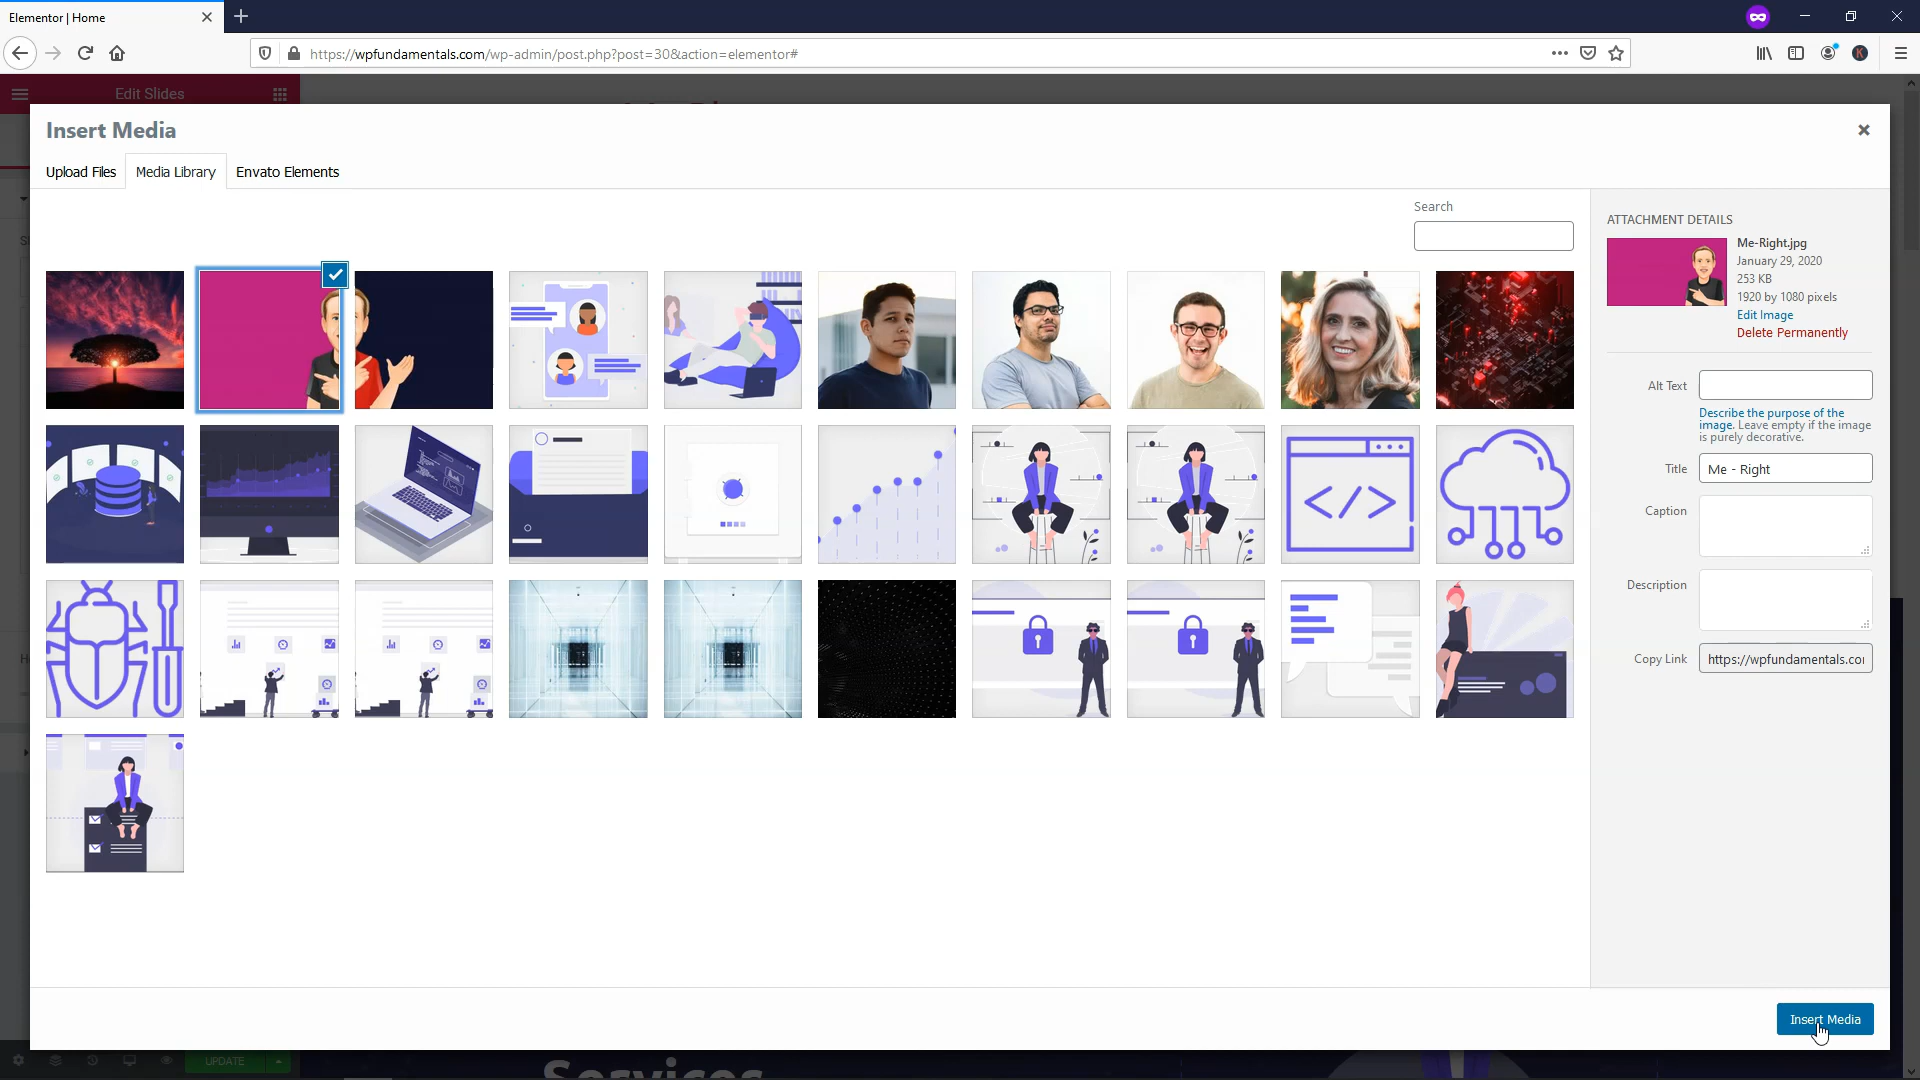 Elementor | Home
https://wpfundamentals.com/wp-admin/post.php?post=30&action=elementor#
K
Edit Slides
Insert Media
Upload Files
Media Library
Envato Elements
Search
ATTACHMENT DETAILS
Me-Right.jpg
January 29, 2020
253 KB
1920 by 1080 pixels
Edit Image
Delete Permanently
Alt Text
Describe the purpose of the
image. Leave empty if the image
is purely decorative.
Title
Me - Right
Caption
Description
Copy Link
https://wpfundamentals.co
Insert Media
UPDATE
Services